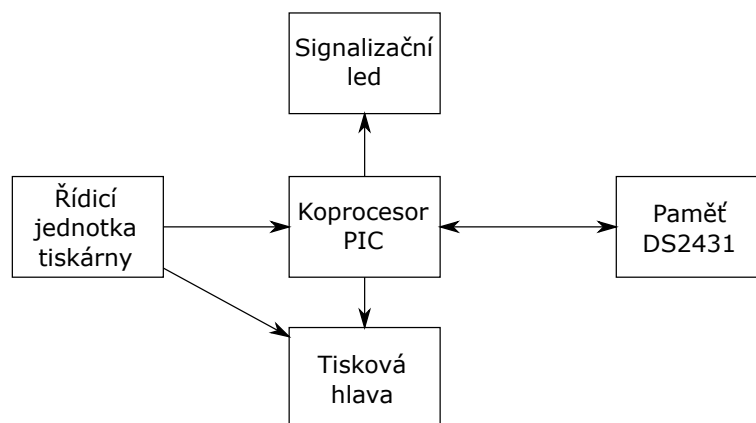 Signalizační
led
Řídicí
jednotka
tiskárny
Koprocesor
PIC
Paměť
DS2431
Tisková
hlava